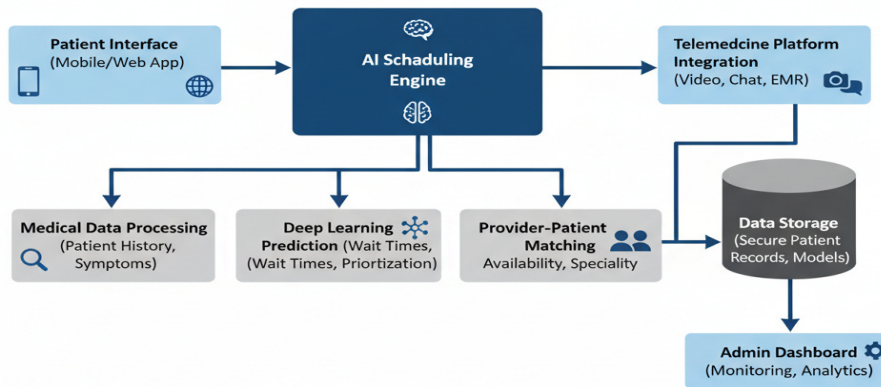 Patient Interface
(Mobile/Web App)
AI Schaduling
Engine
Telemedcine Platform
Integration
(Video, Chat, EMR)
Medical Data Processing
(Patient History,
Symptoms)
Deep Learning
Prediction (Wait Times,
(Wait Times, Priortization)
Provider-Patient
Matching
Availability, Speciality
Data Storage
(Secure Patient
Records, Models)
Admin Dashboard
(Monitoring, Analytics)